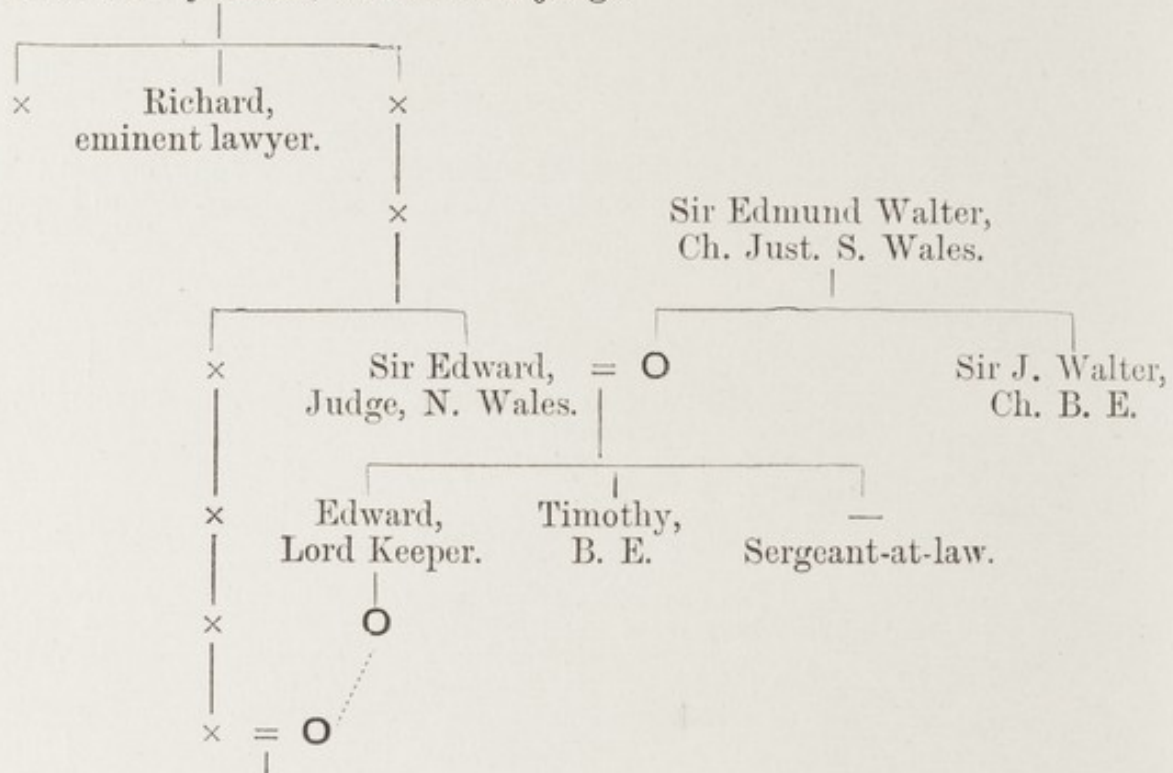 × Richard, ×
eminent lawyer.
×
Sir Edmund Walter,
Ch. Just. S. Wales.
× Sir Edward, = O Sir J. Walter,
Judge, N. Wales. Ch. B. E.
× Edward, Timothy, —
Lord Keeper. B. E. Sergeant-at-law.
× O
× = O